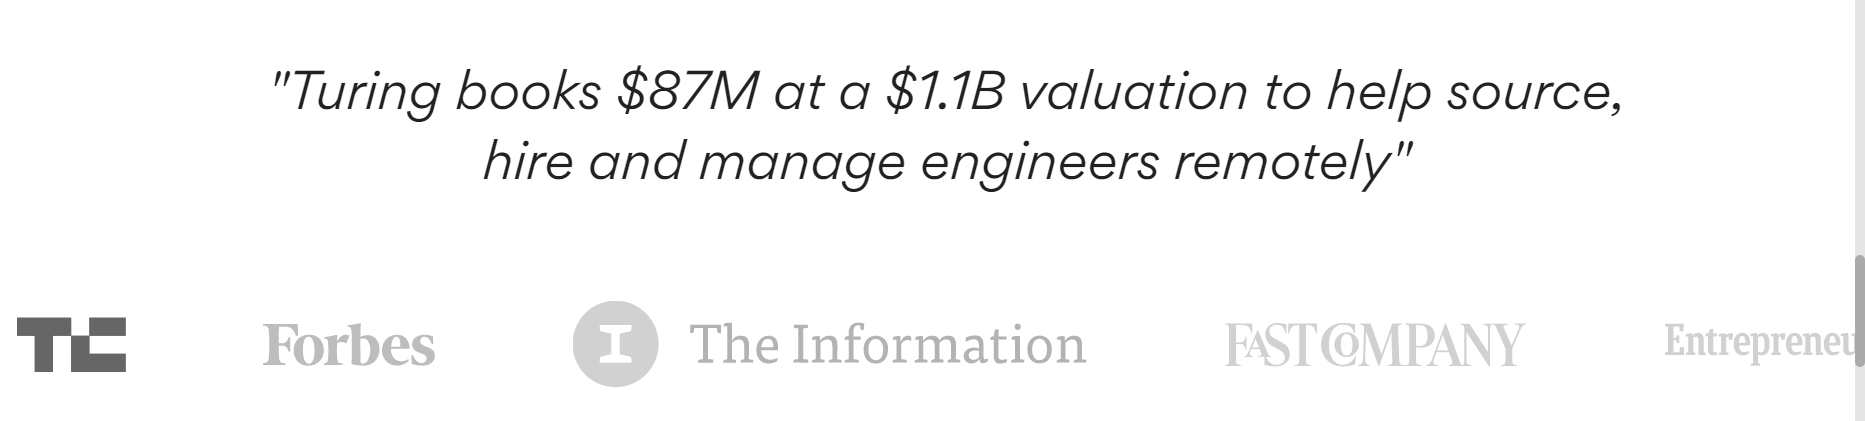 "Turing books $87M at a $1.1B valuation to help source,
hire and manage engineers remotely"
TC Forbes The Information FAST COMPANY Entrepreneu